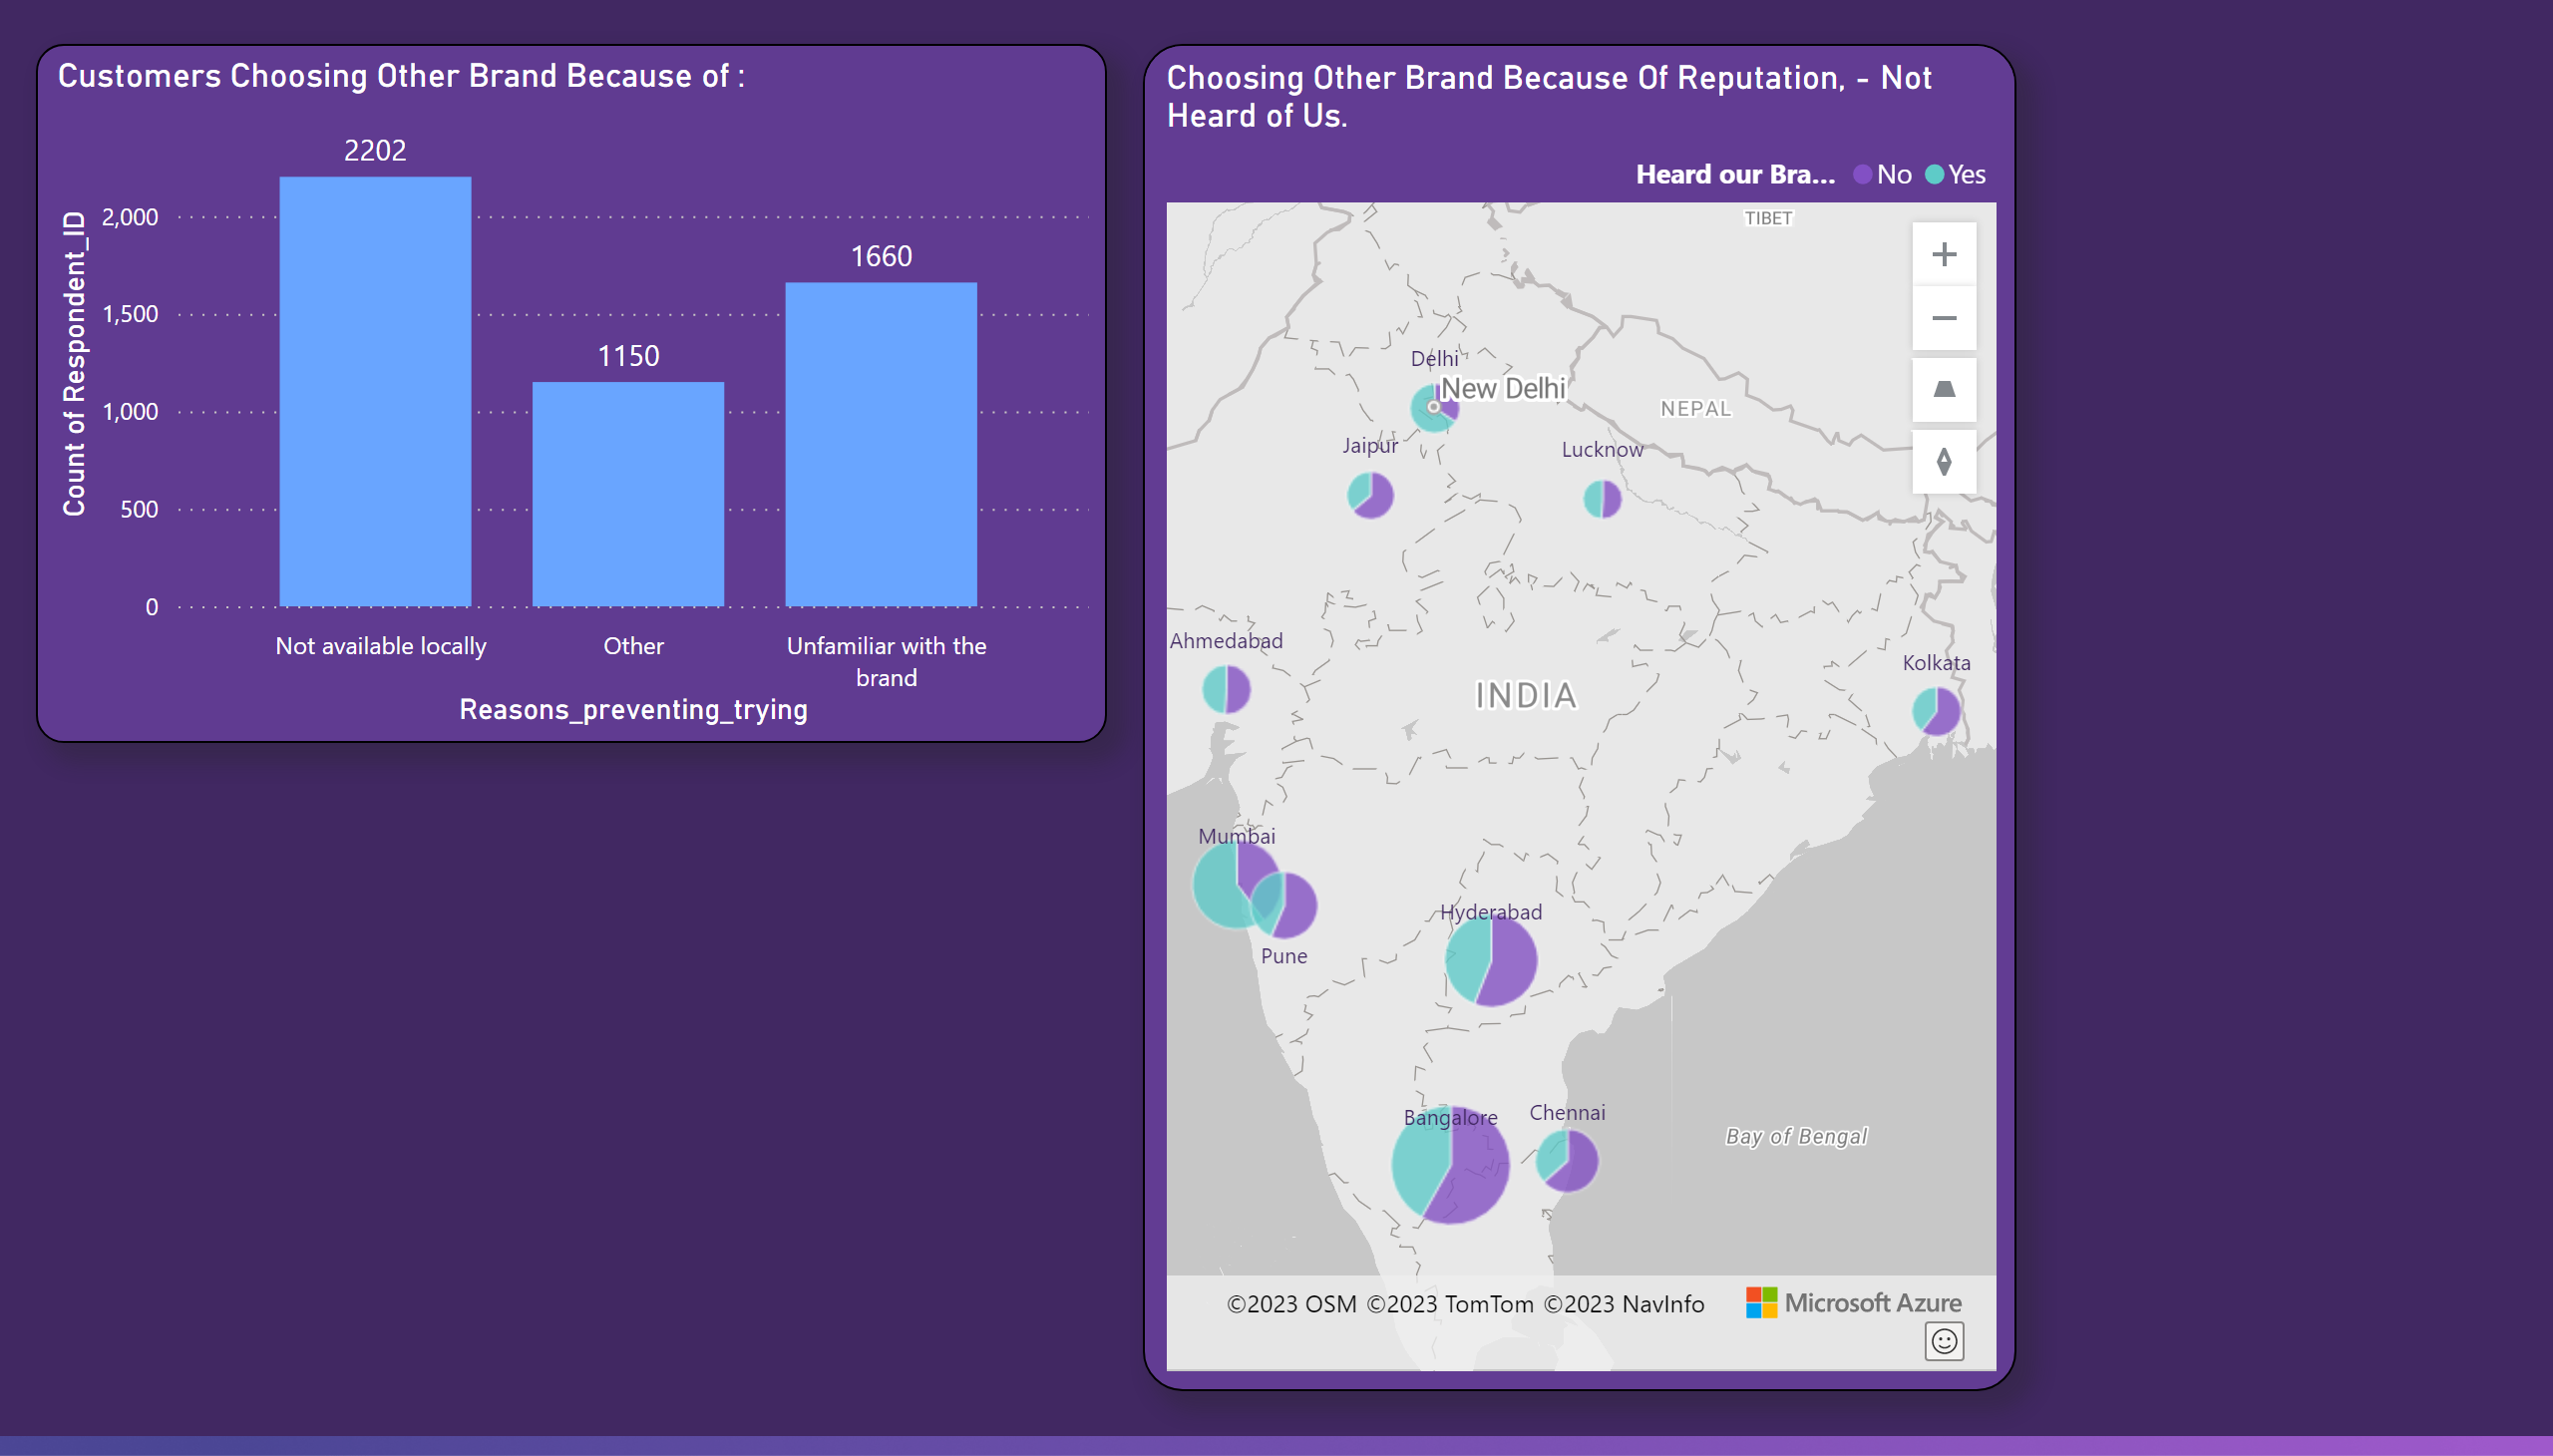 Customers Choosing Other Brand Because of :
Count of Respondent_ID
2,000
1,500
1,000
500
0
2202
1150
1660
Not available locally
Other
Unfamiliar with the
brand
Reasons_preventing_trying
Choosing Other Brand Because Of Reputation, - Not
Heard of Us.
Heard our Bra... No Yes
TIBET
Delhi
New Delhi
NEPAL
Jaipur
Lucknow
Ahmedabad
Kolkata
INDIA
Mumbai
Hyderabad
Pune
Bangalore
Chennai
Bay of Bengal
©2023 OSM ©2023 TomTom ©2023 NavInfo
Microsoft Azure